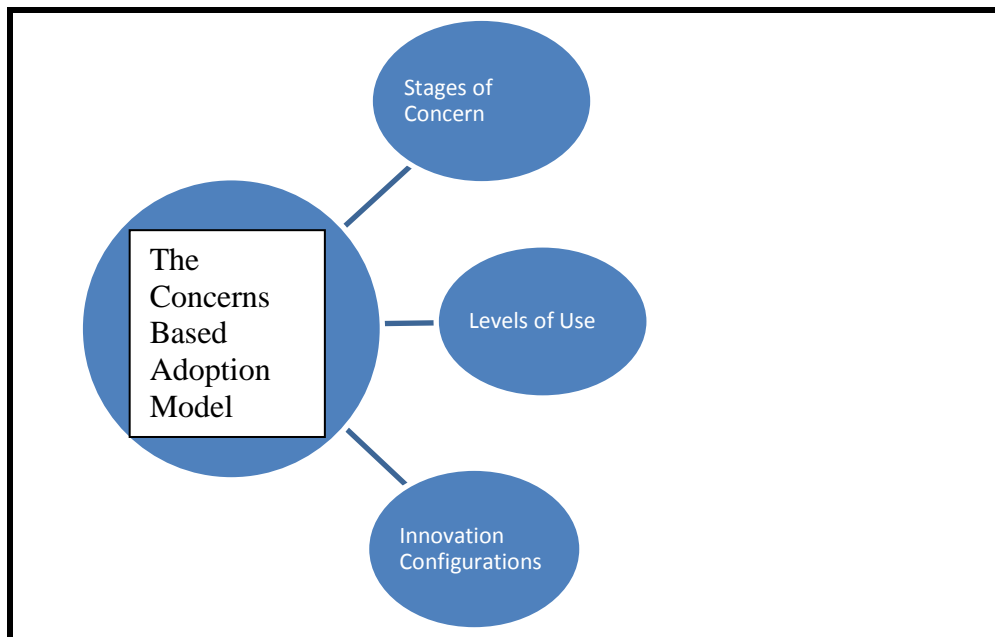 Stages of
Concern
The
Concerns
Based
Adoption
Model
Levels of Use
Innovation
Configurations